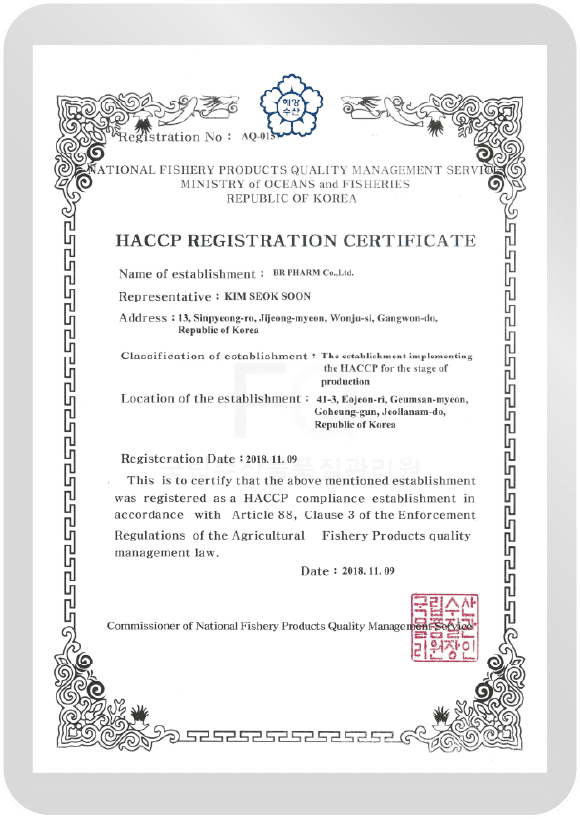 해양
수산
Registration No : AQ-015
NATIONAL FISHERY PRODUCTS QUALITY MANAGEMENT SERVICE
MINISTRY of OCEANS and FISHERIES
REPUBLIC OF KOREA
HACCP REGISTRATION CERTIFICATE
Name of establishment : BR PHARM Co.,Ltd.
Representative : KIM SEOK SOON
Address : 13, Sinpyeong-ro, Jijeong-myeon, Wonju-si, Gangwon-do,
Republic of Korea
Classification of establishment : The establishment implementing
the HACCP for the stage of
production
Location of the establishment : 41-3, Eojeon-ri, Geumsan-myeon,
Goheung-gun, Jeollanam-do,
Republic of Korea
Registeration Date : 2018. 11. 09
This is to certify that the above mentioned establishment
was registered as a HACCP compliance establishment in
accordance with Article 88, Clause 3 of the Enforcement
Regulations of the Agricultural Fishery Products quality
management law.
Date : 2018. 11. 09
Commissioner of National Fishery Products Quality Management Service
국립수산
물품질관
리원장인